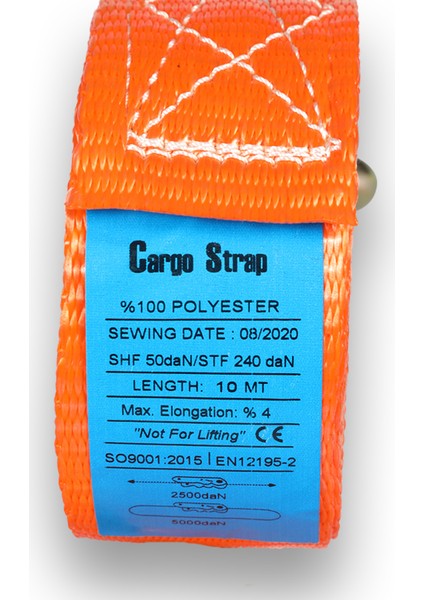 Cargo Strap
%100 POLYESTER
SEWING DATE : 08/2020
SHF 50daN/STF 240 daN
LENGTH: 10 MT
Max. Elongation: % 4
"Not For Lifting" CE
SO9001:2015 | EN12195-2
2500daN
5000daN